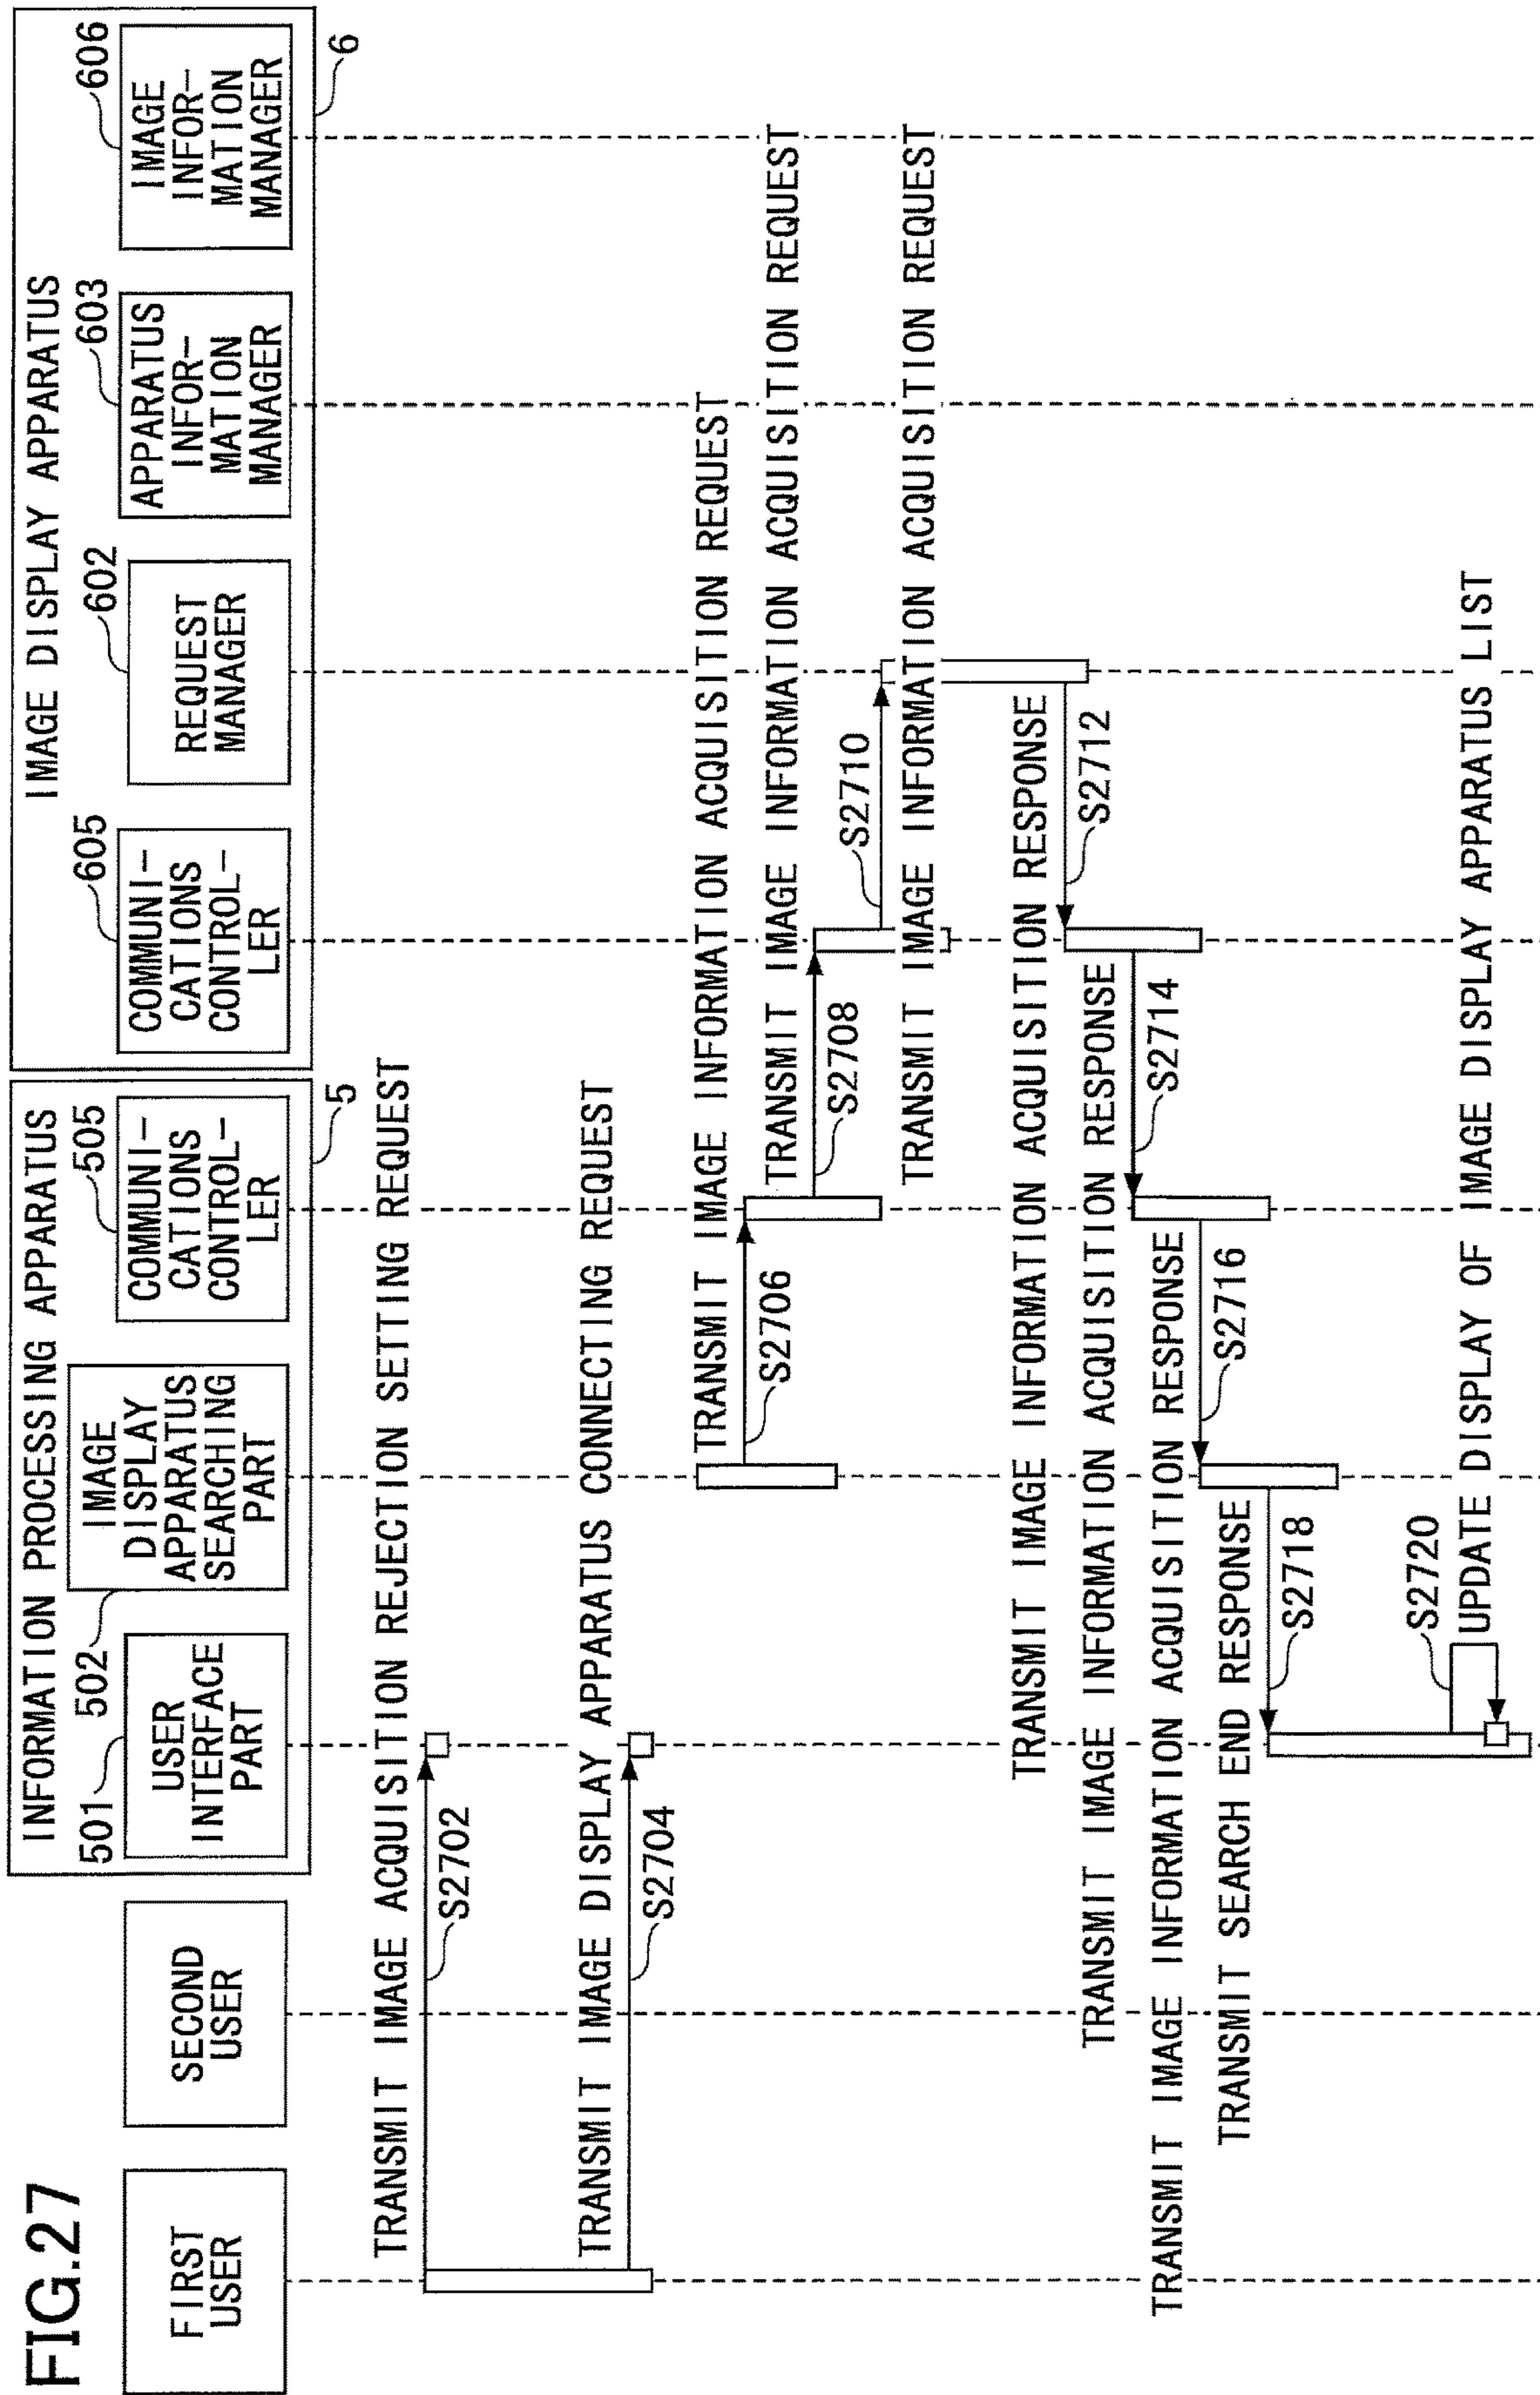 FIG.27
FIRST
USER
SECOND
USER
INFORMATION PROCESSING APPARATUS
501
USER
INTERFACE
PART
502
IMAGE
DISPLAY
APPARATUS
SEARCHING
PART
505
COMMUNI-
CATIONS
CONTROL-
LER
5
IMAGE DISPLAY APPARATUS
605
COMMUNI-
CATIONS
CONTROL-
LER
602
REQUEST
MANAGER
603
APPARATUS
INFOR-
MATION
MANAGER
606
IMAGE
INFOR-
MATION
MANAGER
6
TRANSMIT IMAGE ACQUISITION REJECTION SETTING REQUEST
S2702
TRANSMIT IMAGE DISPLAY APPARATUS CONNECTING REQUEST
S2704
TRANSMIT IMAGE INFORMATION ACQUISITION REQUEST
S2706
TRANSMIT IMAGE INFORMATION ACQUISITION REQUEST
S2708
S2710
TRANSMIT IMAGE INFORMATION ACQUISITION REQUEST
TRANSMIT IMAGE INFORMATION ACQUISITION RESPONSE
S2712
TRANSMIT IMAGE INFORMATION ACQUISITION RESPONSE
S2714
TRANSMIT IMAGE INFORMATION ACQUISITION RESPONSE
S2716
TRANSMIT SEARCH END RESPONSE
S2718
S2720
UPDATE DISPLAY OF IMAGE DISPLAY APPARATUS LIST